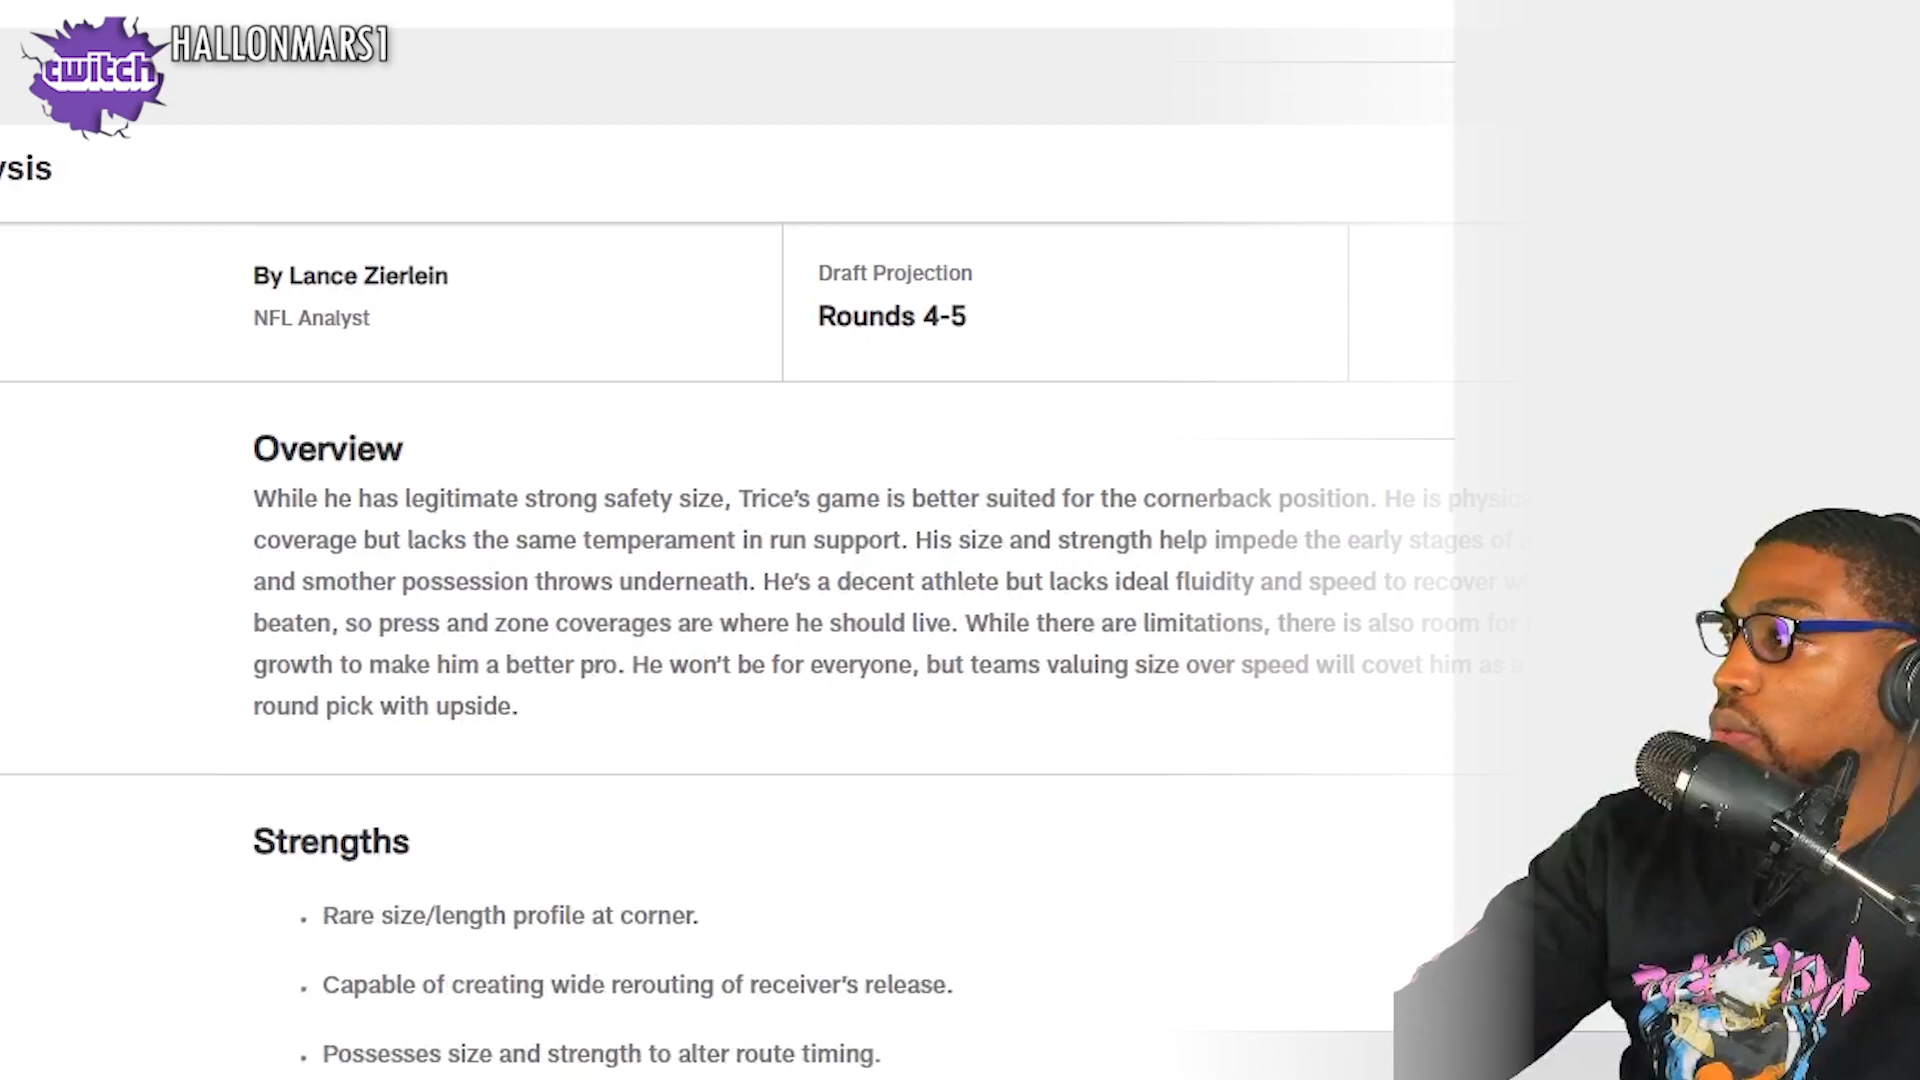 twitch
HALLONMARS1
ysis
By Lance Zierlein
NFL Analyst
Draft Projection
Rounds 4-5
Overview
While he has legitimate strong safety size, Trice's game is better suited for the cornerback position. He is physic
coverage but lacks the same temperament in run support. His size and strength help impede the early stages of
and smother possession throws underneath. He's a decent athlete but lacks ideal fluidity and speed to recover
beaten, so press and zone coverages are where he should live. While there are limitations, there is also room for
growth to make him a better pro. He won't be for everyone, but teams valuing size over speed will covet him as a
round pick with upside.
Strengths
• Rare size/length profile at corner.
• Capable of creating wide rerouting of receiver's release.
• Possesses size and strength to alter route timing.